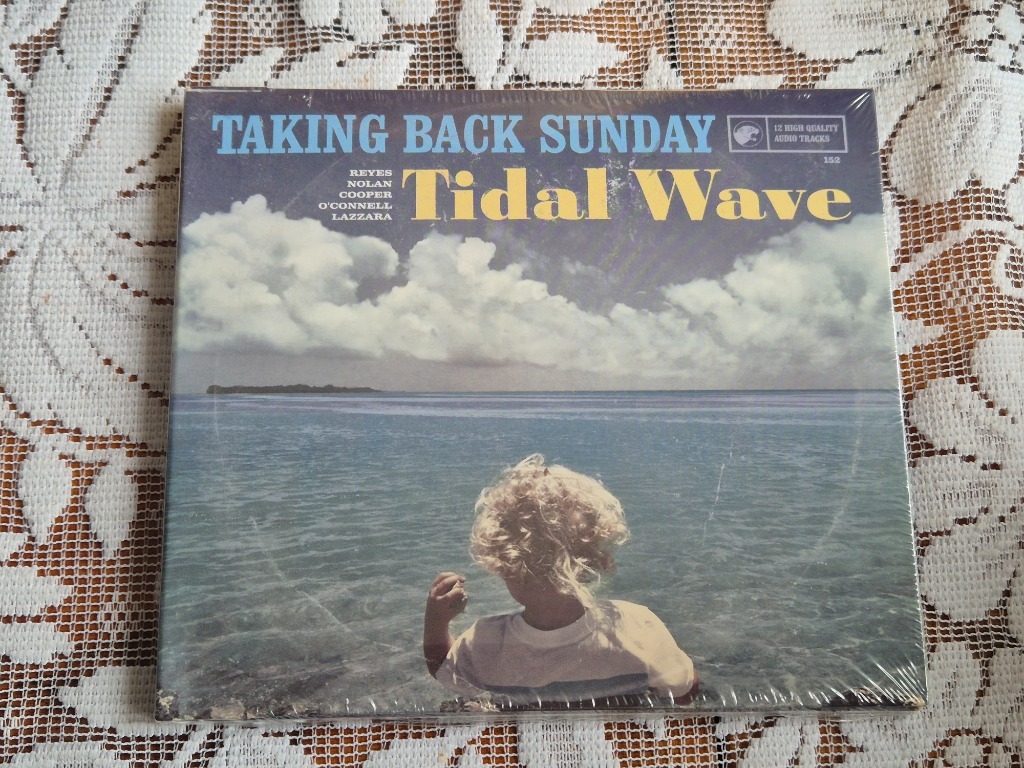 TAKING BACK SUNDAY
12 HIGH QUALITY
AUDIO TRACKS
152
REYES
NOLAN
COOPER
O'CONNELL
LAZZARA
Tidal Wave